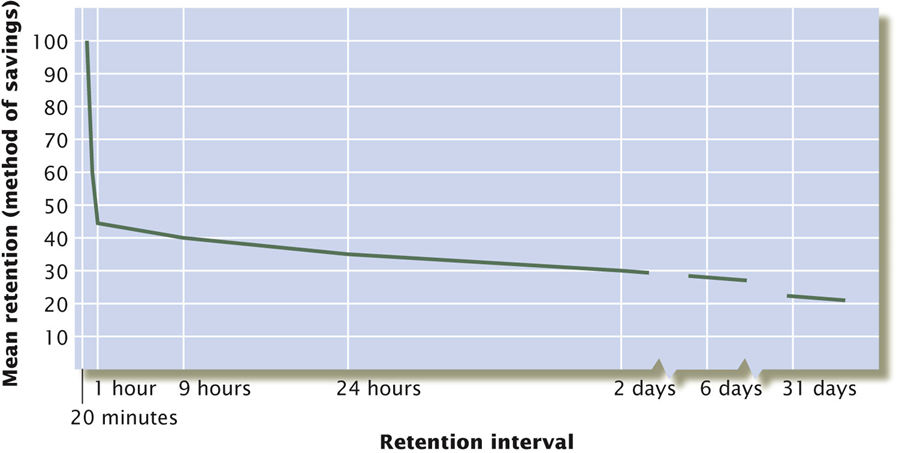 Mean retention (method of savings)
100
90
80
70
60
50
40
30
20
10
1 hour 9 hours 24 hours 2 days 6 days 31 days
20 minutes
Retention interval